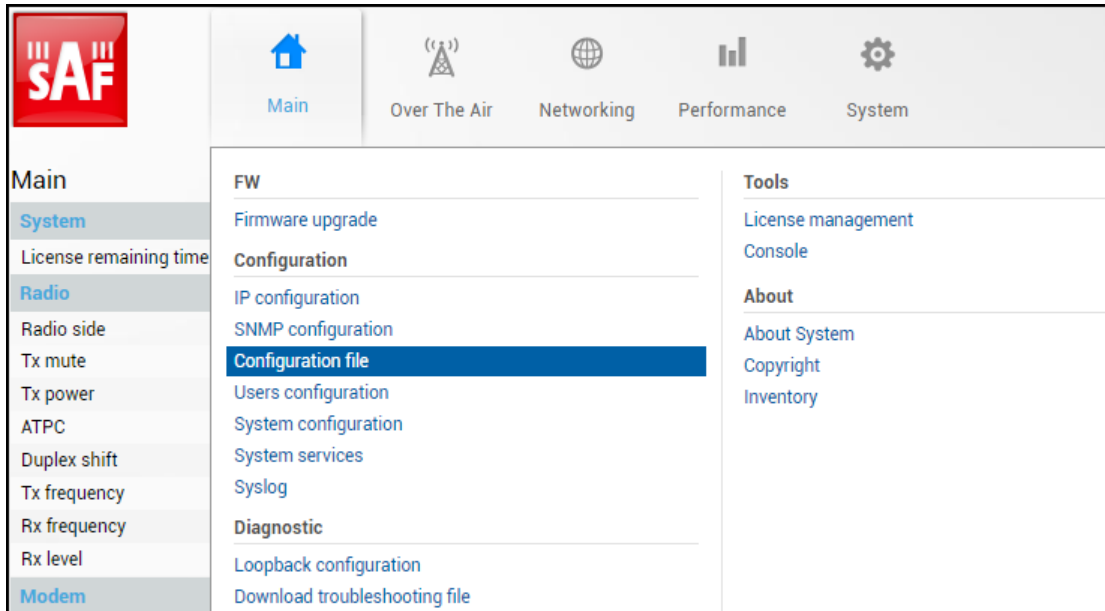 SAF
Main
Over The Air
Networking
Performance
System
Main
System
License remaining time
Radio
Radio side
Tx mute
Tx power
ATPC
Duplex shift
Tx frequency
Rx frequency
Rx level
Modem
FW
Firmware upgrade
Configuration
IP configuration
SNMP configuration
Configuration file
Users configuration
System configuration
System services
Syslog
Diagnostic
Loopback configuration
Download troubleshooting file
Tools
License management
Console
About
About System
Copyright
Inventory